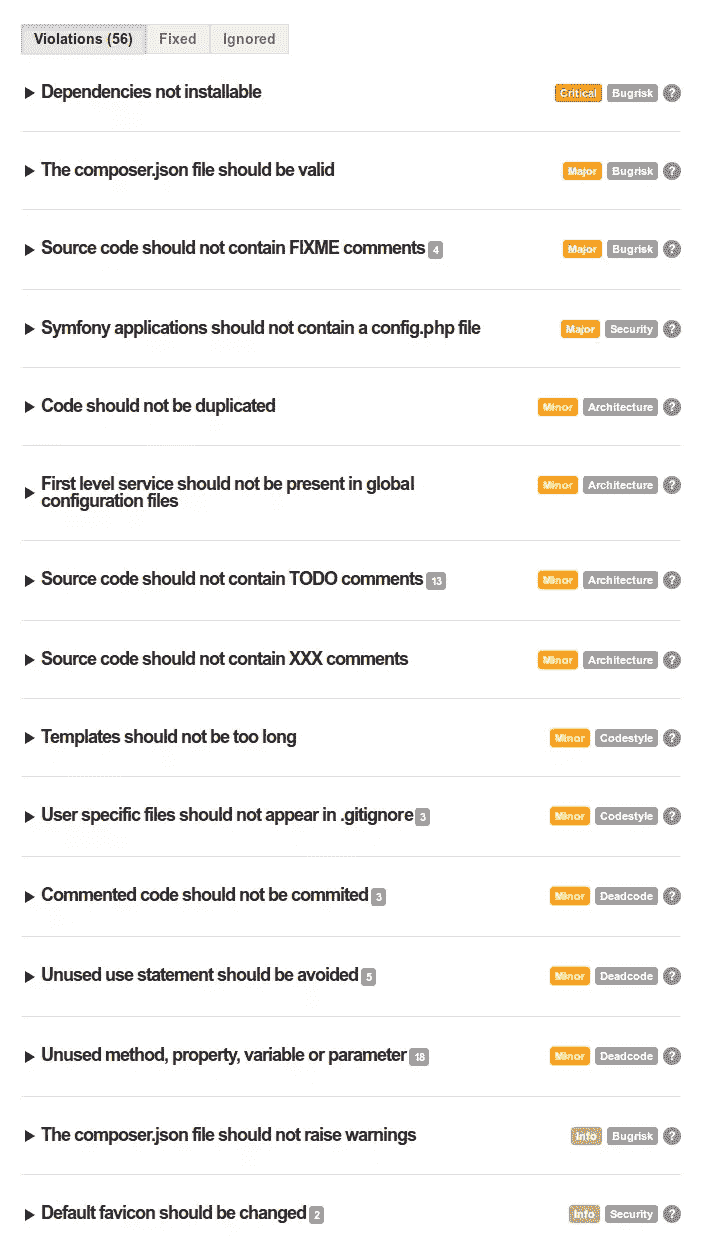 Violations (56) Fixed Ignored
Dependencies not installable Critical Bugrisk ?
The composer.json file should be valid Major Bugrisk ?
Source code should not contain FIXME comments 4 Major Bugrisk ?
Symfony applications should not contain a config.php file Major Security ?
Code should not be duplicated Minor Architecture ?
First level service should not be present in global Minor Architecture ?
configuration files
Source code should not contain TODO comments 13 Minor Architecture ?
Source code should not contain XXX comments Minor Architecture ?
Templates should not be too long Minor Codestyle ?
User specific files should not appear in .gitignore 3 Minor Codestyle ?
Commented code should not be commited 3 Minor Deadcode ?
Unused use statement should be avoided 5 Minor Deadcode ?
Unused method, property, variable or parameter 18 Minor Deadcode ?
The composer.json file should not raise warnings Info Bugrisk ?
Default favicon should be changed 2 Info Security ?